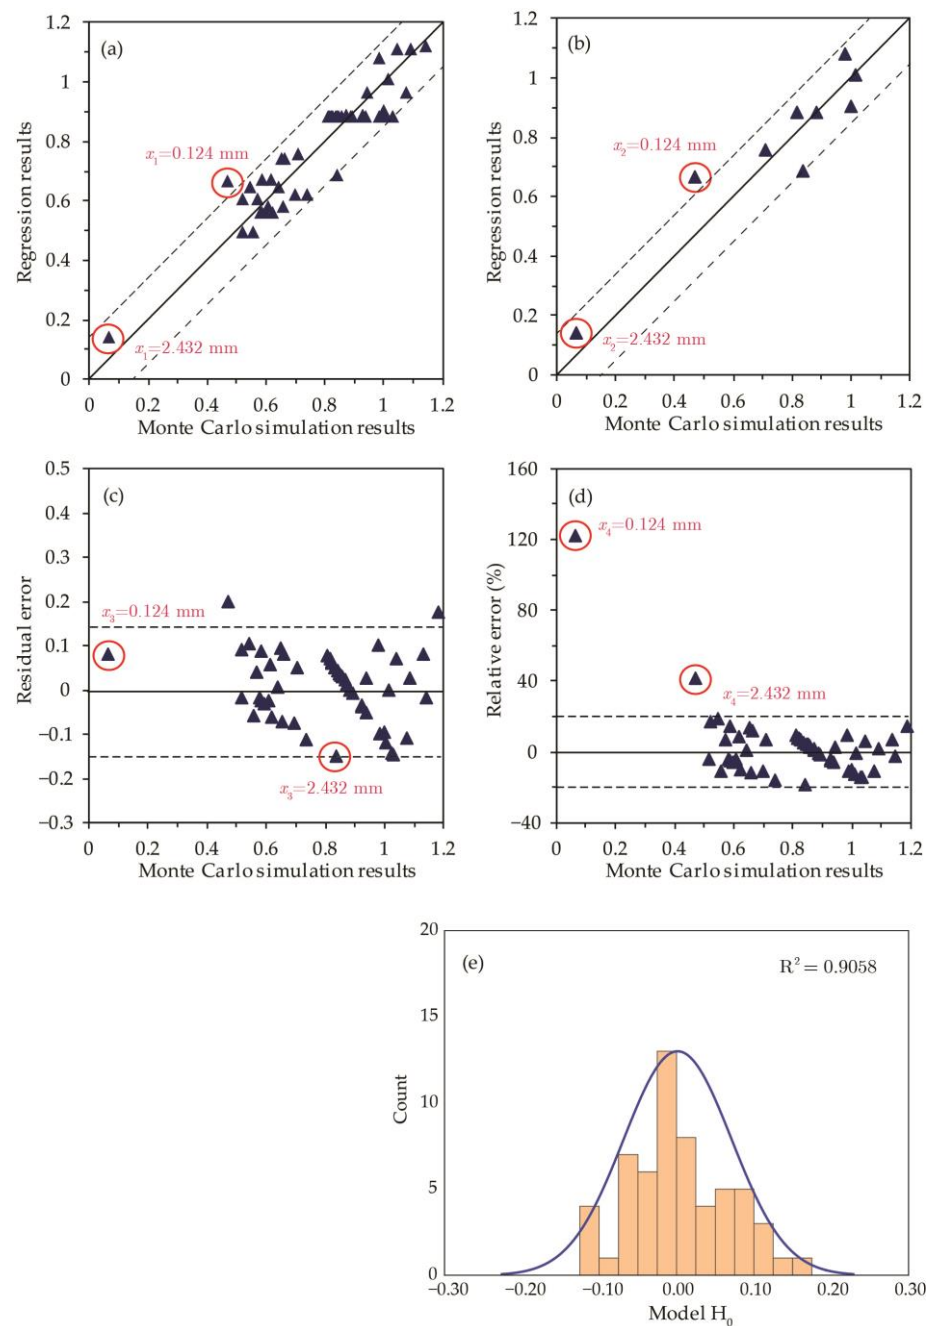 (a)
Regression results
1.2
1
0.8
0.6
0.4
0.2
0
x₁=0.124 mm
x₁=2.432 mm
0 0.2 0.4 0.6 0.8 1 1.2
Monte Carlo simulation results
(b)
Regression results
1.2
1
0.8
0.6
0.4
0.2
0
x₂=0.124 mm
x₂=2.432 mm
0 0.2 0.4 0.6 0.8 1 1.2
Monte Carlo simulation results
(c)
Residual error
0.5
0.4
0.3
0.2
0.1
0
−0.1
−0.2
−0.3
x₃=0.124 mm
x₃=2.432 mm
0 0.2 0.4 0.6 0.8 1 1.2
Monte Carlo simulation results
(d)
Relative error (%)
160
120
80
40
0
−40
x₄=0.124 mm
x₄=2.432 mm
0 0.2 0.4 0.6 0.8 1 1.2
Monte Carlo simulation results
(e)
R² = 0.9058
Count
20
15
10
5
0
−0.30 −0.20 −0.10 0.00 0.10 0.20 0.30
Model H₀